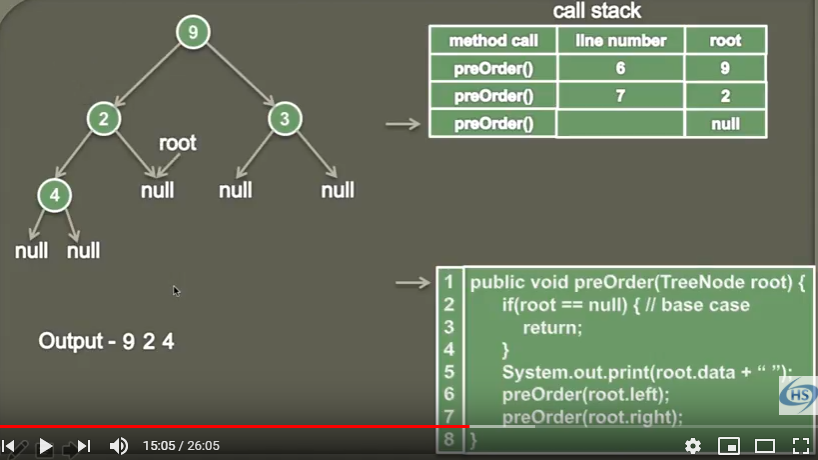 call stack
method call line number root
preOrder() 6 9
preOrder() 7 2
preOrder() null
9
2
3
root
4
null
null
null
null null
Output - 9 2 4
1 public void preOrder(TreeNode root) {
2 if(root == null) { // base case
3 return;
4 }
5 System.out.print(root.data + “ ”);
6 preOrder(root.left);
7 preOrder(root.right);
8 }
HS
15:05 / 26:05